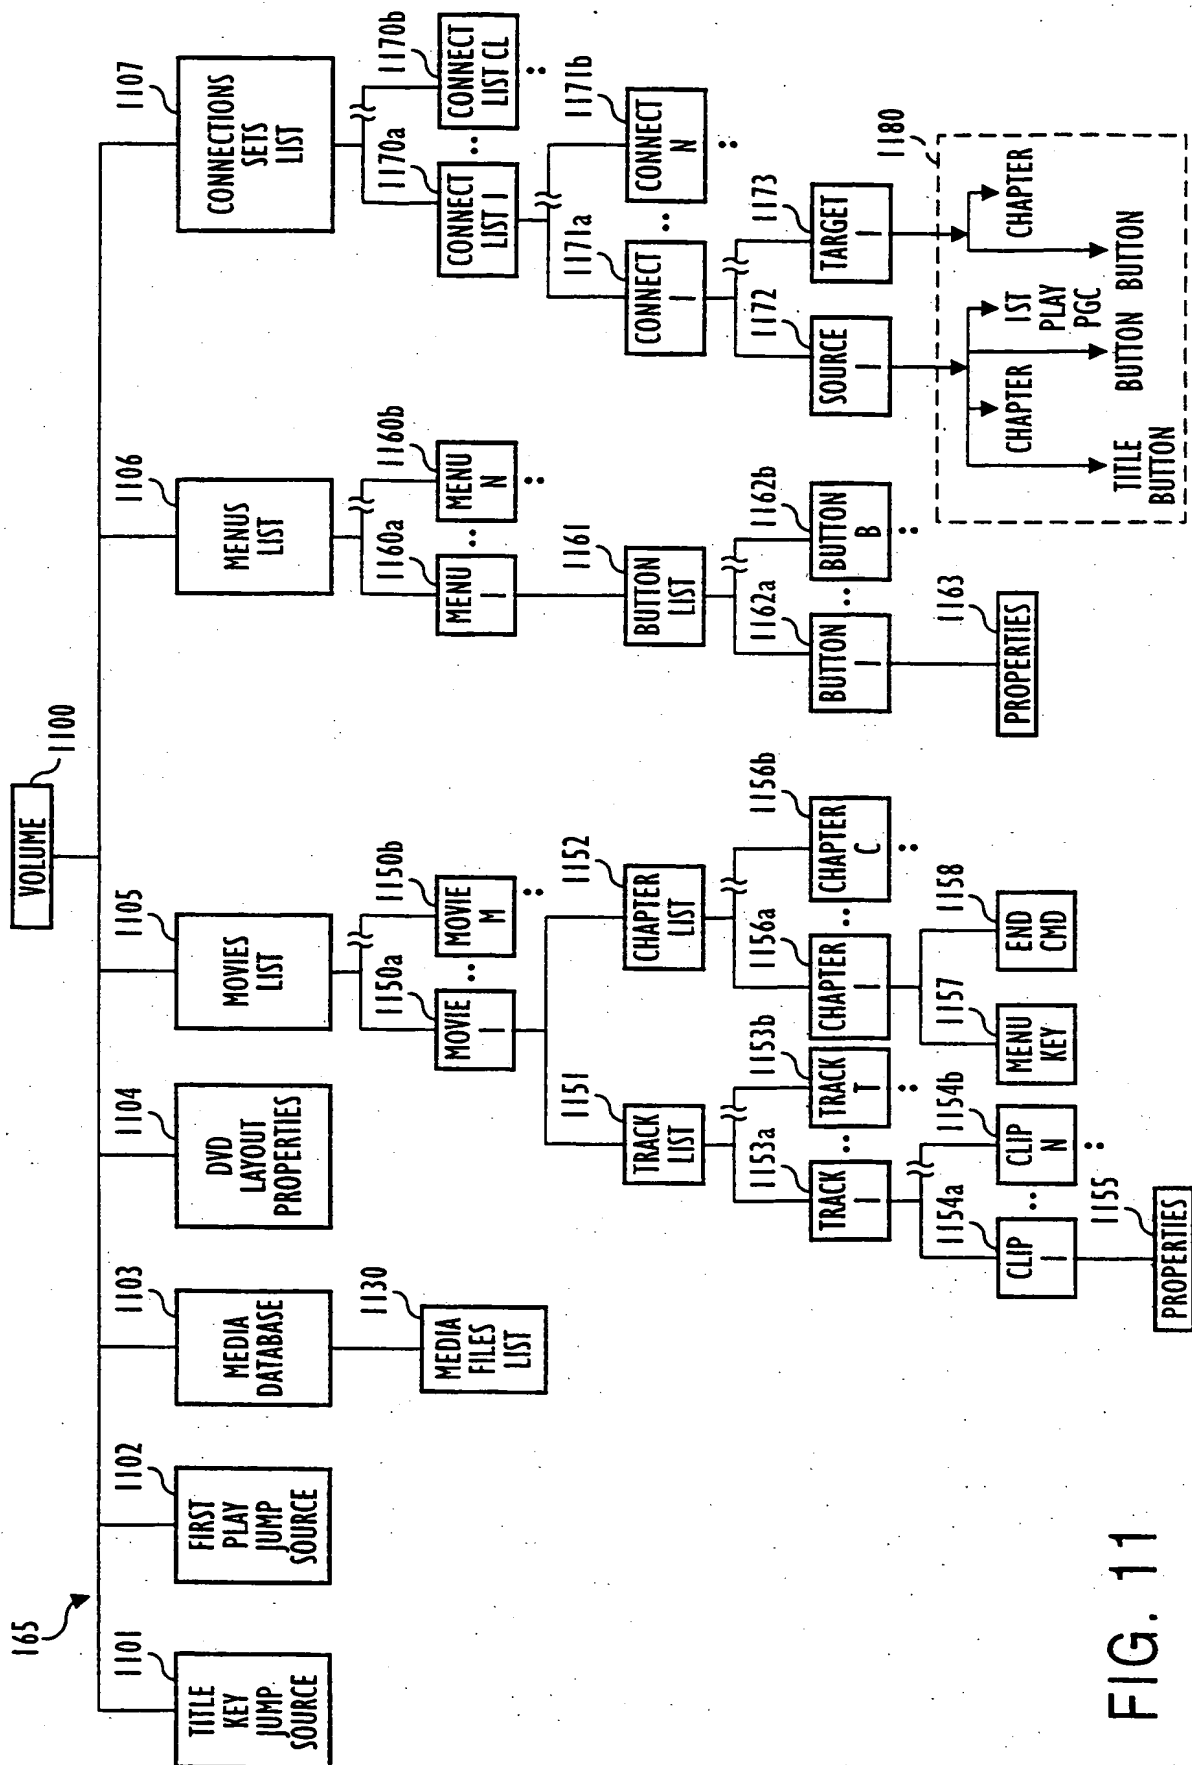 165
VOLUME
1100
1101
TITLE
KEY
JUMP
SOURCE
1102
FIRST
PLAY
JUMP
SOURCE
1103
MEDIA
DATABASE
1104
DVD
LAYOUT
PROPERTIES
1105
MOVIES
LIST
1106
MENUS
LIST
1107
CONNECTIONS
SETS
LIST
1130
MEDIA
FILES
LIST
1150a
MOVIE
1
1150b
MOVIE
M
1160a
MENU
1
1160b
MENU
N
1170a
CONNECT
LIST 1
1170b
CONNECT
LIST CL
1151
TRACK
LIST
1152
CHAPTER
LIST
1161
BUTTON
LIST
1171a
CONNECT
1
1171b
CONNECT
N
1153a
TRACK
1
1153b
TRACK
T
1156a
CHAPTER
1
1156b
CHAPTER
C
1162a
BUTTON
1
1162b
BUTTON
B
1172
SOURCE
1
1173
TARGET
1
1154a
CLIP
1
1154b
CLIP
N
1157
MENU
KEY
1158
END
CMD
1163
PROPERTIES
1180
CHAPTER
1ST
PLAY
PGC
CHAPTER
TITLE
BUTTON
BUTTON
BUTTON
1155
PROPERTIES
FIG. 11